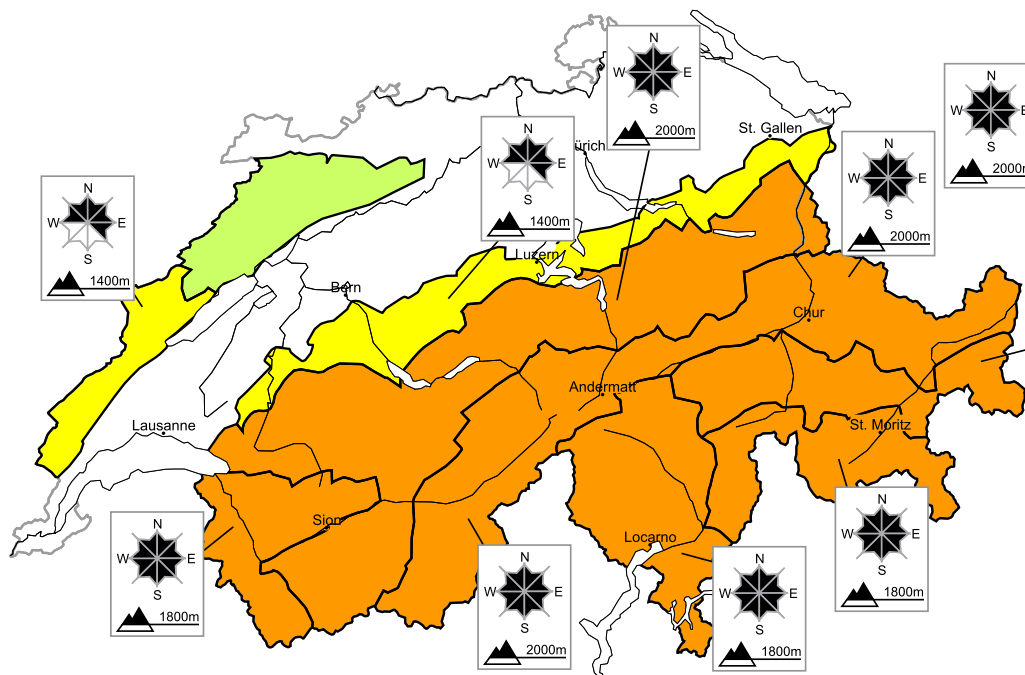 N
W E
S
2000m
N
W E
S
2000m
St. Gallen
N
W E
S
1400m
ürich
N
W E
S
2000m
N
W E
S
1400m
Luzern
Bern
Chur
Andermatt
Lausanne
St. Moritz
Sion
Locarno
N
W E
S
1800m
N
W E
S
1800m
N
W E
S
2000m
N
W E
S
1800m